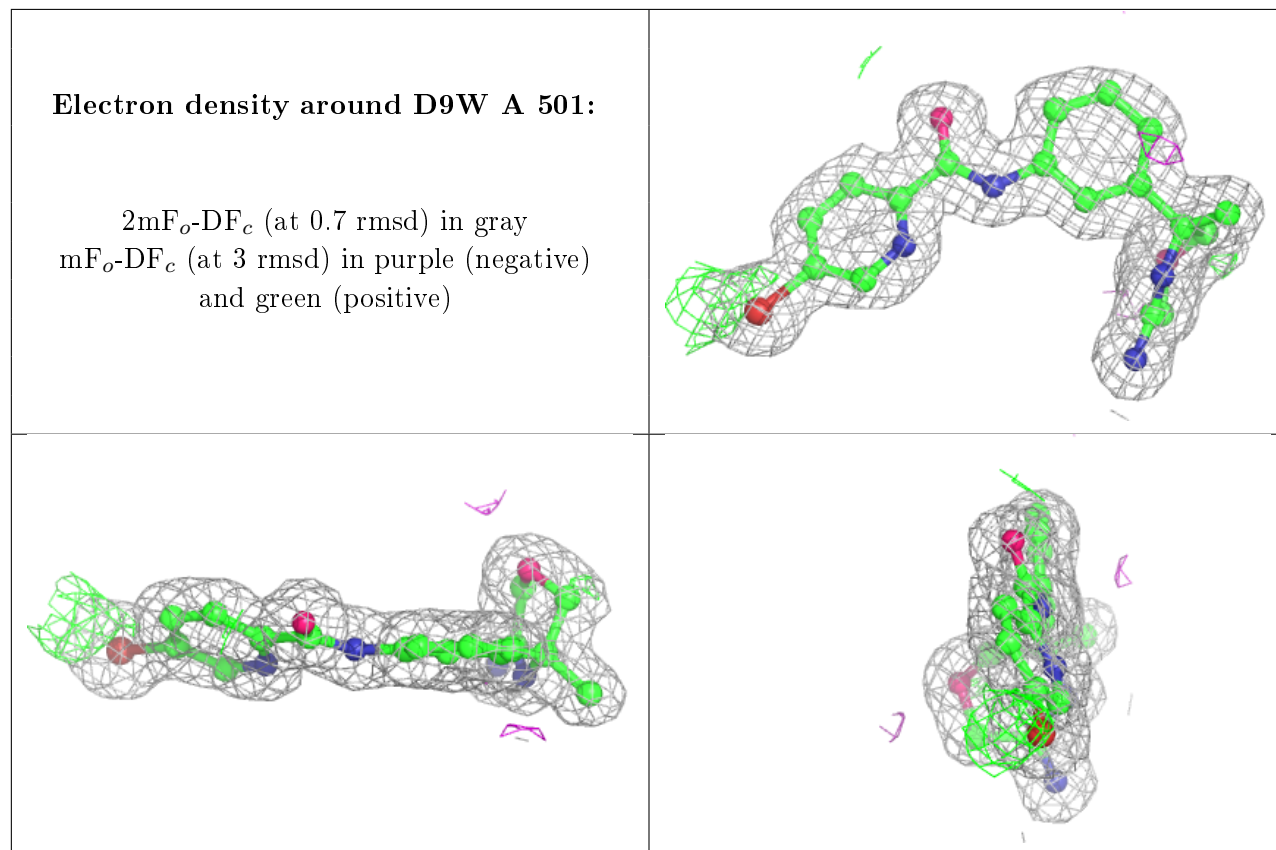 Electron density around D9W A 501:
2mFo-DFc (at 0.7 rmsd) in gray
mFo-DFc (at 3 rmsd) in purple (negative)
and green (positive)